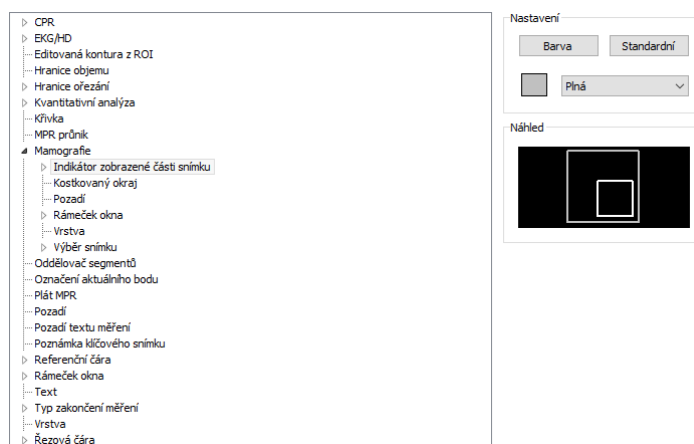 CPR
EKG/HD
Editovaná kontura z ROI
Hranice objemu
Hranice ořezání
Kvantitativní analýza
Křivka
MPR průnik
Mamografie
Indikátor zobrazené části snímku
Kostkovaný okraj
Pozadí
Rámeček okna
Vrstva
Výběr snímku
Oddělovač segmentů
Označení aktuálního bodu
Plát MPR
Pozadí
Pozadí textu měření
Poznámka klíčového snímku
Referenční čára
Rámeček okna
Text
Typ zakončení měření
Vrstva
Řezová čára
Nastavení
Barva
Standardní
Plná
Náhled